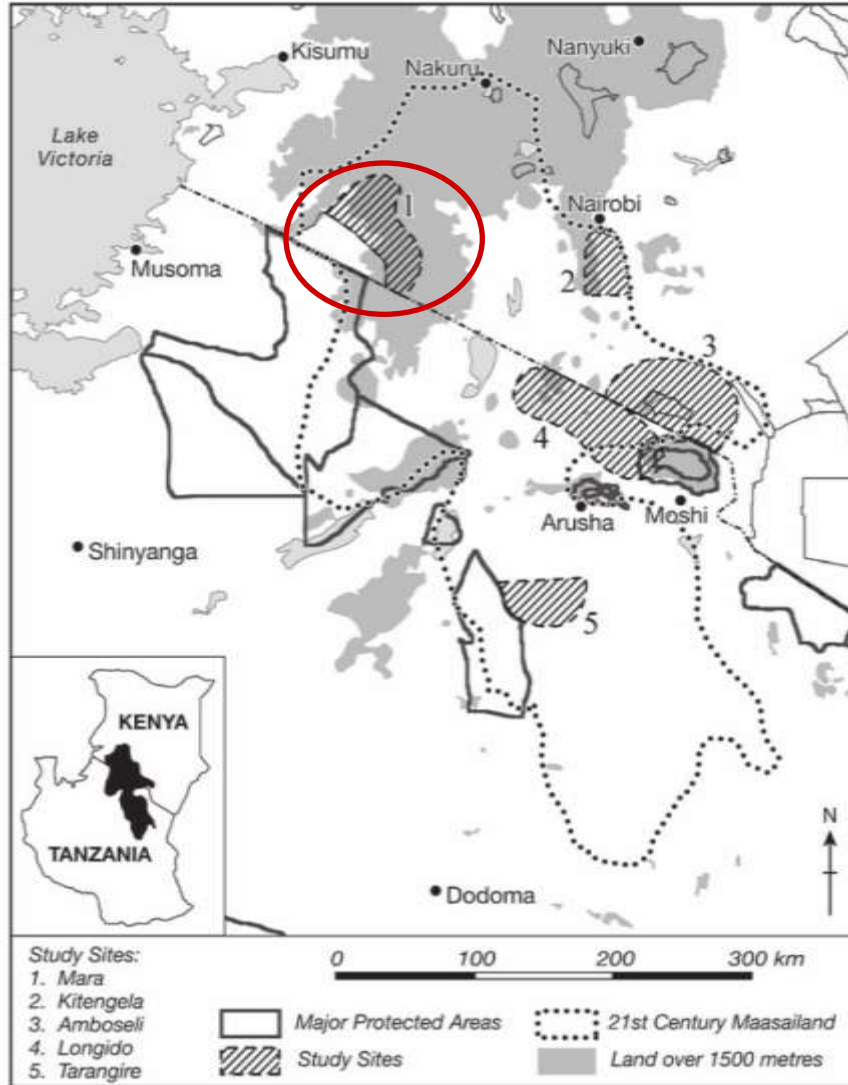 Kisumu
Nanyuki
Nakuru
Lake
Victoria
1
Nairobi
Musoma
2
3
4
Arusha
Moshi
Shinyanga
5
KENYA
TANZANIA
N
Dodoma
Study Sites:
1. Mara
2. Kitengela
3. Amboseli
4. Longido
5. Tarangire
0 100 200 300 km
Major Protected Areas
21st Century Maasailand
Study Sites
Land over 1500 metres